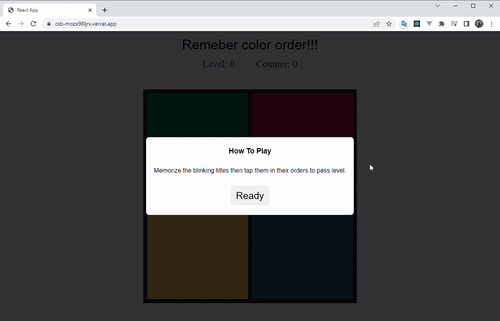 React App
csb-mozx98ljrx.vercel.app
Remeber color order!!!
Level: 0 Counter: 0
How To Play
Memorize the blinking titles then tap them in their orders to pass level.
Ready